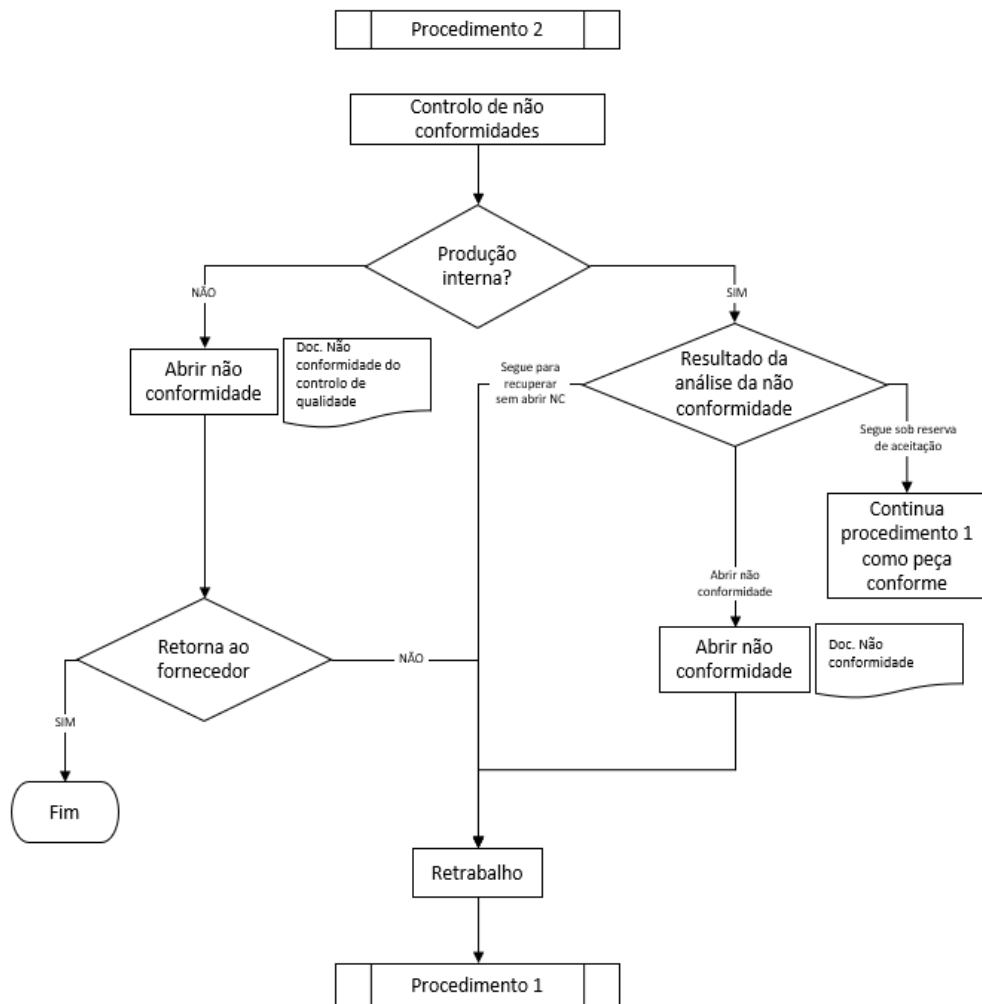 Procedimento 2
Controlo de não
conformidades
Produção
interna?
NÃO
SIM
Abrir não
conformidade
Doc. Não
conformidade do
controlo de
qualidade
Segue para
recuperar
sem abrir NC
Resultado da
análise da não
conformidade
Segue sob reserva
de aceitação
Continua
procedimento 1
como peça
conforme
Abrir não
conformidade
Retorna ao
fornecedor
NÃO
Abrir não
conformidade
Doc. Não
conformidade
SIM
Fim
Retrabalho
Procedimento 1